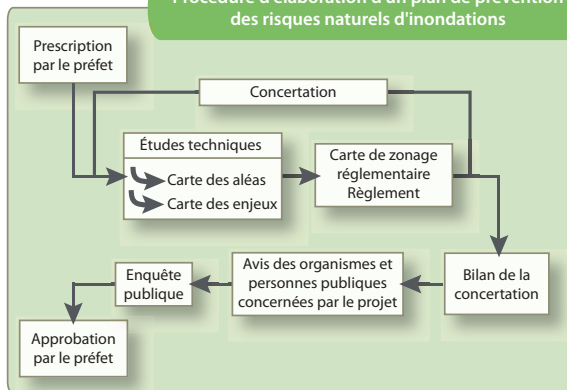 Procédure d'élaboration d'un plan de prévention
des risques naturels d'inondations
Prescription
par le préfet
Concertation
Études techniques
Carte des aléas
Carte des enjeux
Carte de zonage
réglementaire
Règlement
Bilan de la
concertation
Avis des organismes et
personnes publiques
concernées par le projet
Enquête
publique
Approbation
par le préfet